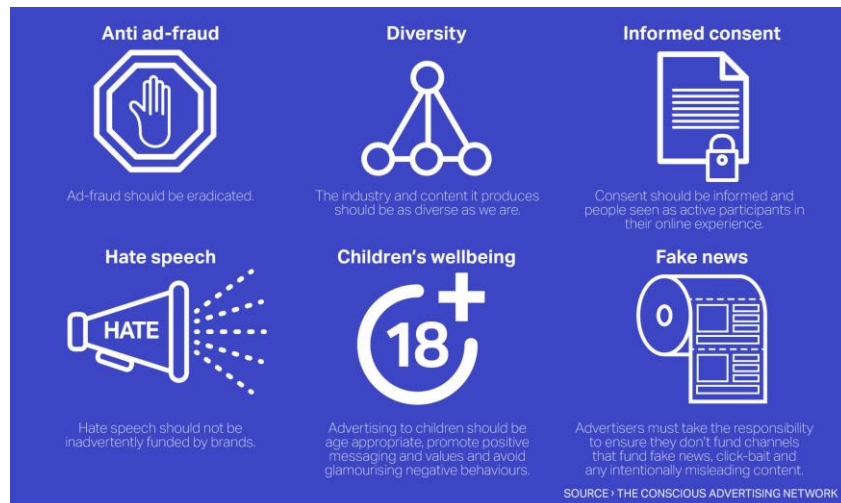 Anti ad-fraud
Ad-fraud should be eradicated.
Diversity
The industry and content it produces
should be as diverse as we are.
Informed consent
Consent should be informed and
people seen as active participants in
their online experience.
Hate speech
HATE
Hate speech should not be
inadvertently funded by brands.
Children's wellbeing
18+
Advertising to children should be
age appropriate, promote positive
messaging and values and avoid
glamourising negative behaviours.
Fake news
Advertisers must take the responsibility
to ensure they don't fund channels
that fund fake news, click-bait and
any intentionally misleading content.
SOURCE › THE CONSCIOUS ADVERTISING NETWORK